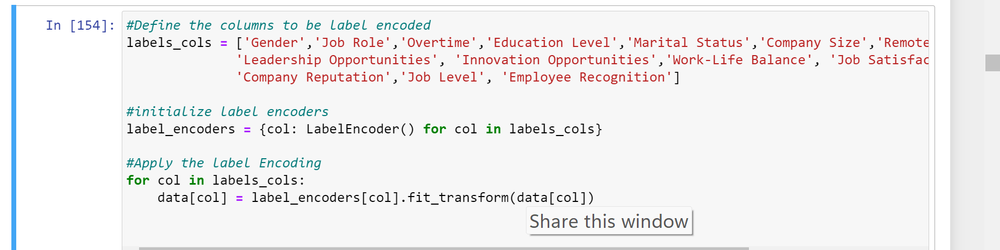 In [154]: #Define the columns to be label encoded
labels_cols = ['Gender','Job Role','Overtime','Education Level','Marital Status','Company Size','Remote
'Leadership Opportunities', 'Innovation Opportunities','Work-Life Balance', 'Job Satisfac
'Company Reputation','Job Level', 'Employee Recognition']
#initialize label encoders
label_encoders = {col: LabelEncoder() for col in labels_cols}
#Apply the label Encoding
for col in labels_cols:
data[col] = label_encoders[col].fit_transform(data[col])
Share this window